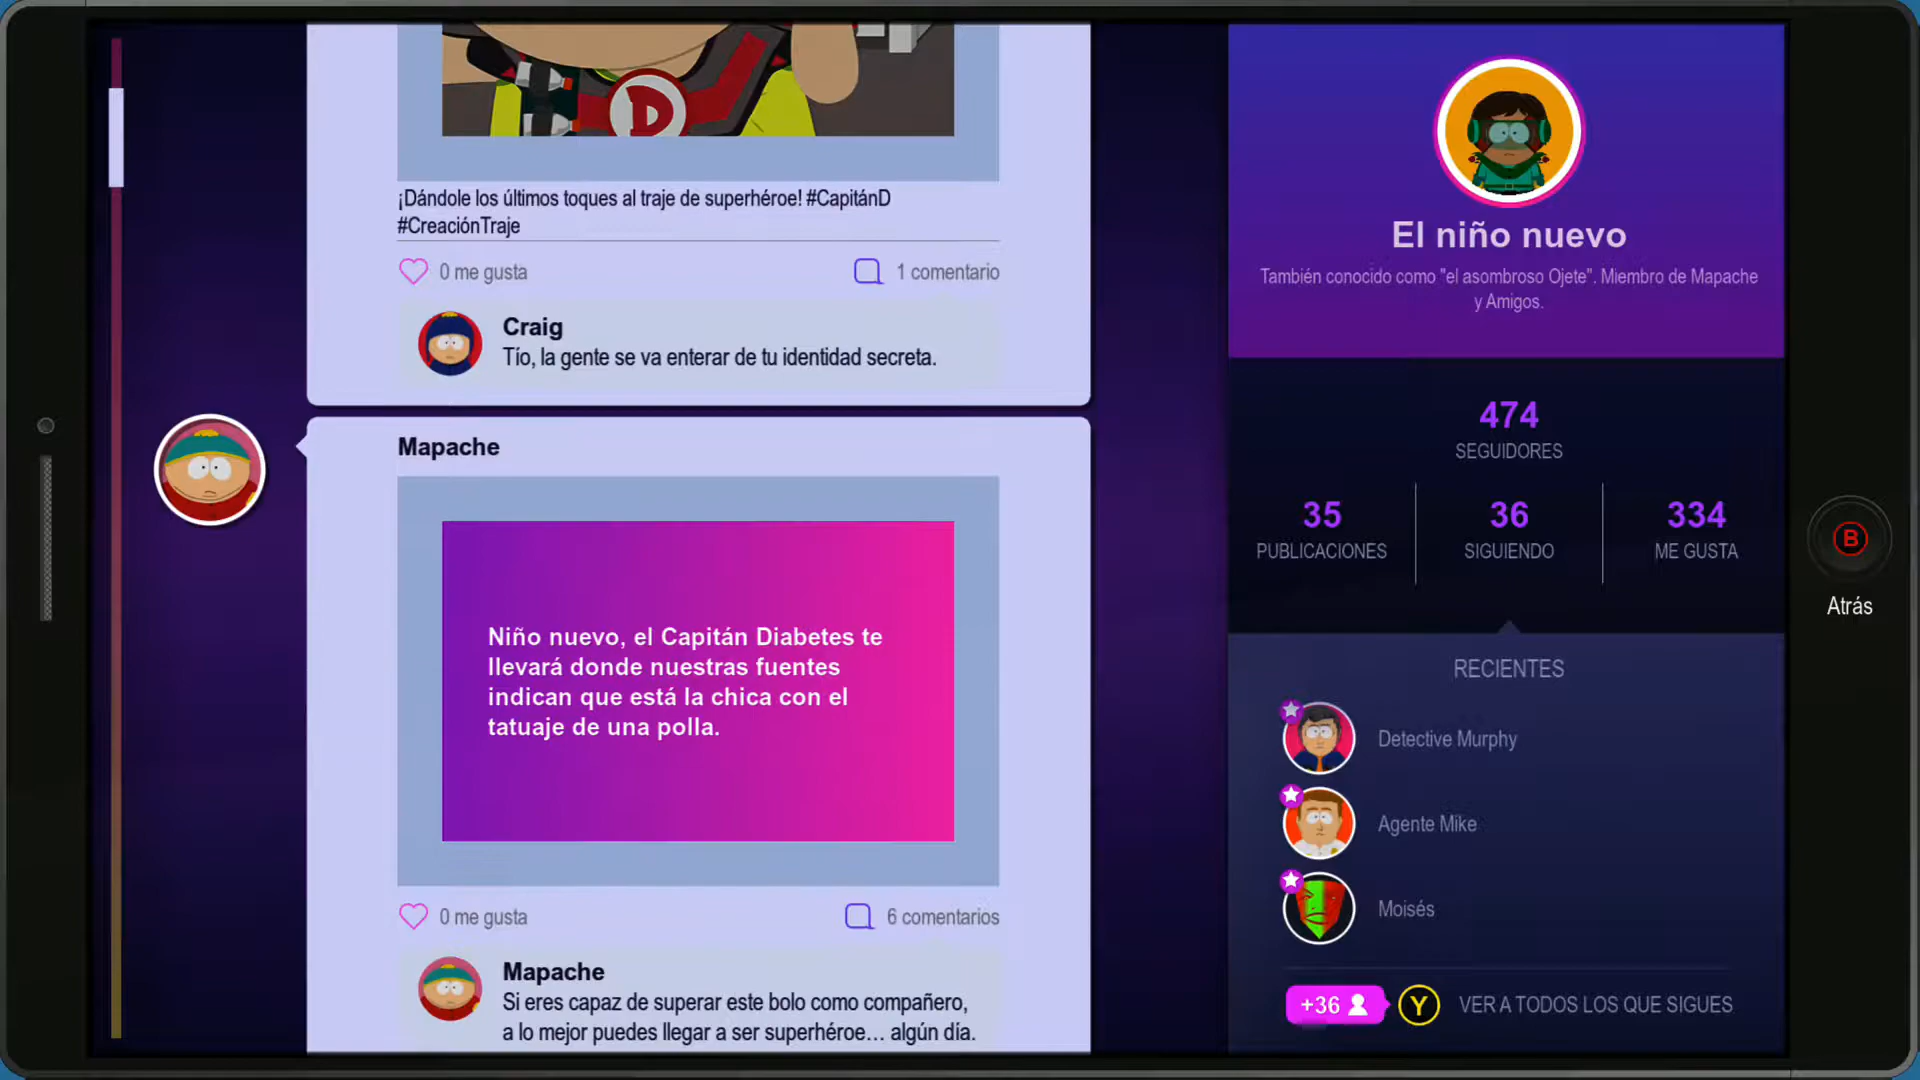 D
¡Dándole los últimos toques al traje de superhéroe! #CapitánD
#CreaciónTraje
0 me gusta
1 comentario
Craig
Tío, la gente se va enterar de tu identidad secreta.
Mapache
Niño nuevo, el Capitán Diabetes te
llevará donde nuestras fuentes
indican que está la chica con el
tatuaje de una polla.
0 me gusta
6 comentarios
Mapache
Si eres capaz de superar este bolo como compañero,
a lo mejor puedes llegar a ser superhéroe... algún día.
El niño nuevo
También conocido como "el asombroso Ojete". Miembro de Mapache
y Amigos.
474
SEGUIDORES
35
PUBLICACIONES
36
SIGUIENDO
334
ME GUSTA
RECIENTES
Detective Murphy
Agente Mike
Moisés
+36
Y
VER A TODOS LOS QUE SIGUES
B
Atrás